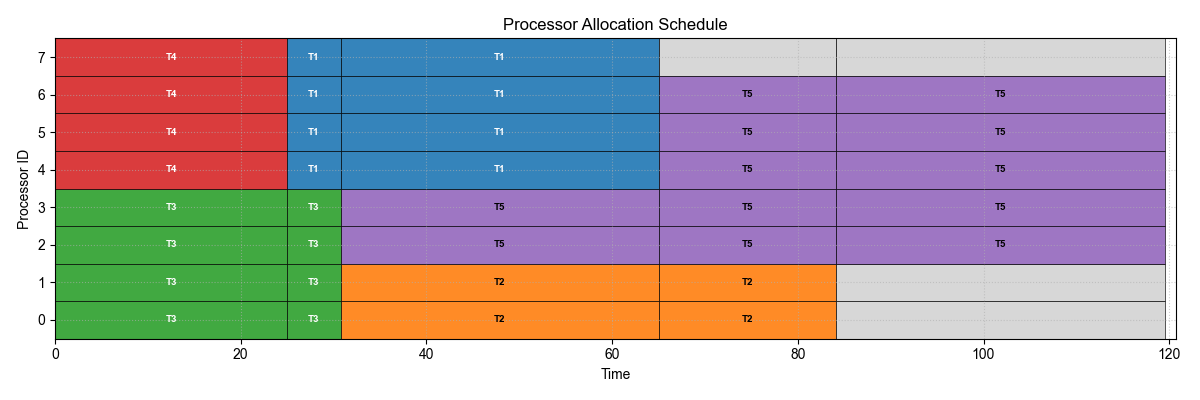 Processor Allocation Schedule
Processor ID
7 T4 T1 T1
6 T4 T1 T1 T5 T5
5 T4 T1 T1 T5 T5
4 T4 T1 T1 T5 T5
3 T3 T3 T5 T5 T5
2 T3 T3 T5 T5 T5
1 T3 T3 T2 T2
0 T3 T3 T2 T2
0 20 40 60 80 100 120
Time